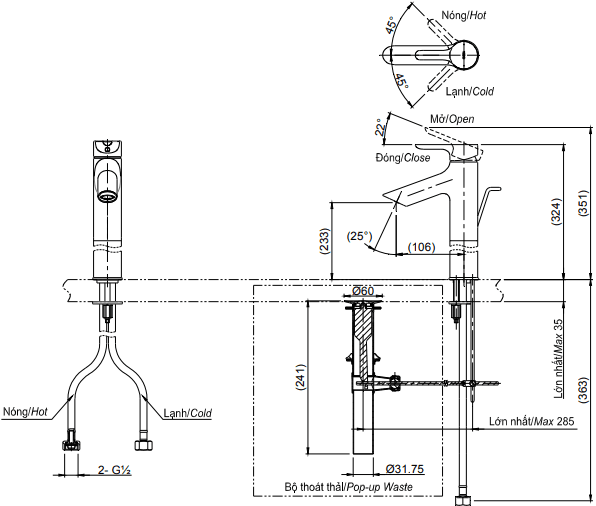 Nóng/Hot
45°
45°
Lạnh/Cold
Mở/Open
22°
Đóng/Close
(25°)
(106)
(233)
(324)
(351)
Ø60
(241)
Lớn nhất/Max 35
(363)
Nóng/Hot
Lạnh/Cold
Lớn nhất/Max 285
2- G½
Ø31.75
Bộ thoát thải/Pop-up Waste